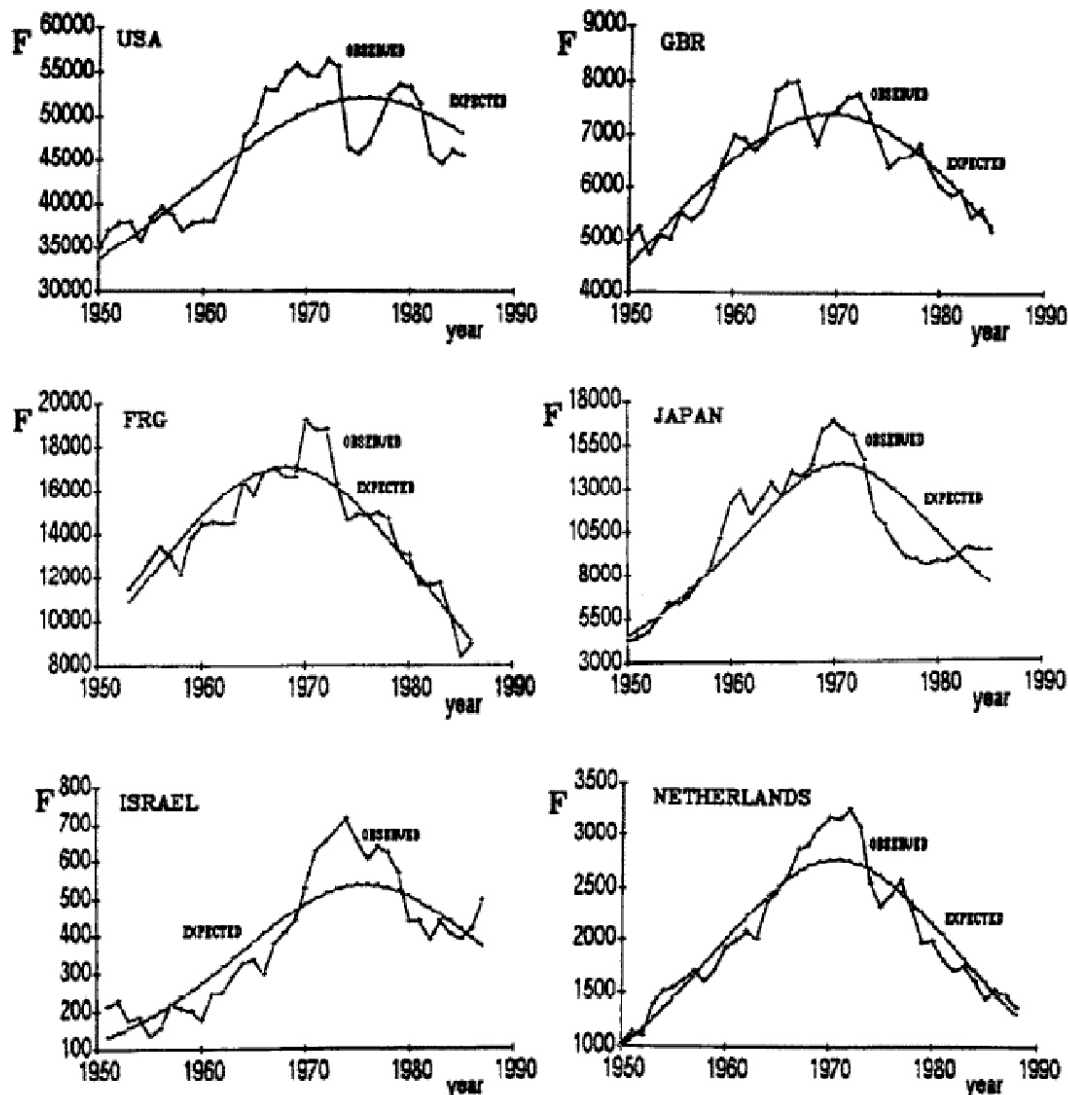 F USA
60000
55000
50000
45000
40000
35000
30000
OBSERVED
EXPECTED
1950 1960 1970 1980 1990
year
F GBR
9000
8000
7000
6000
5000
4000
OBSERVED
EXPECTED
1950 1960 1970 1980 1990
year
F FRG
20000
18000
16000
14000
12000
10000
8000
OBSERVED
EXPECTED
1950 1960 1970 1980 1990
year
F JAPAN
18000
15500
13000
10500
8000
5500
3000
OBSERVED
EXPECTED
1950 1960 1970 1980 1990
year
F ISRAEL
800
700
600
500
400
300
200
100
OBSERVED
EXPECTED
1950 1960 1970 1980 1990
year
F NETHERLANDS
3500
3000
2500
2000
1500
1000
OBSERVED
EXPECTED
1950 1960 1970 1980 1990
year